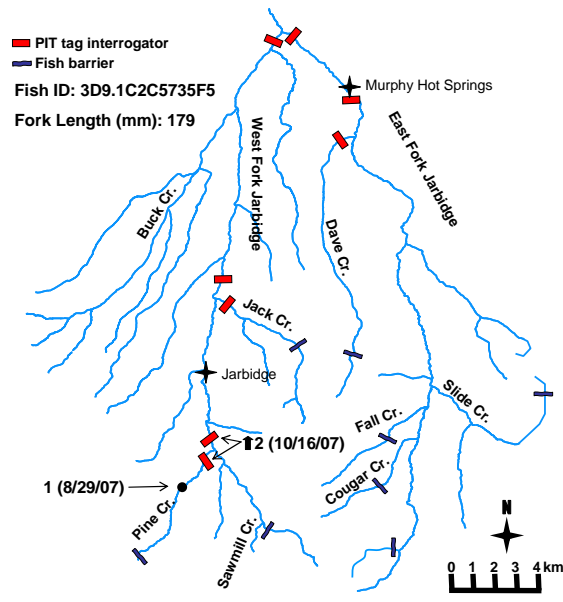 PIT tag interrogator
Fish barrier
Fish ID: 3D9.1C2C5735F5
Fork Length (mm): 179
Murphy Hot Springs
West Fork Jarbidge
East Fork Jarbidge
Buck Cr.
Dave Cr.
Jack Cr.
Jarbidge
Slide Cr.
Fall Cr.
2 (10/16/07)
Cougar Cr.
1 (8/29/07)
Pine Cr.
Sawmill Cr.
N
0 1 2 3 4 km